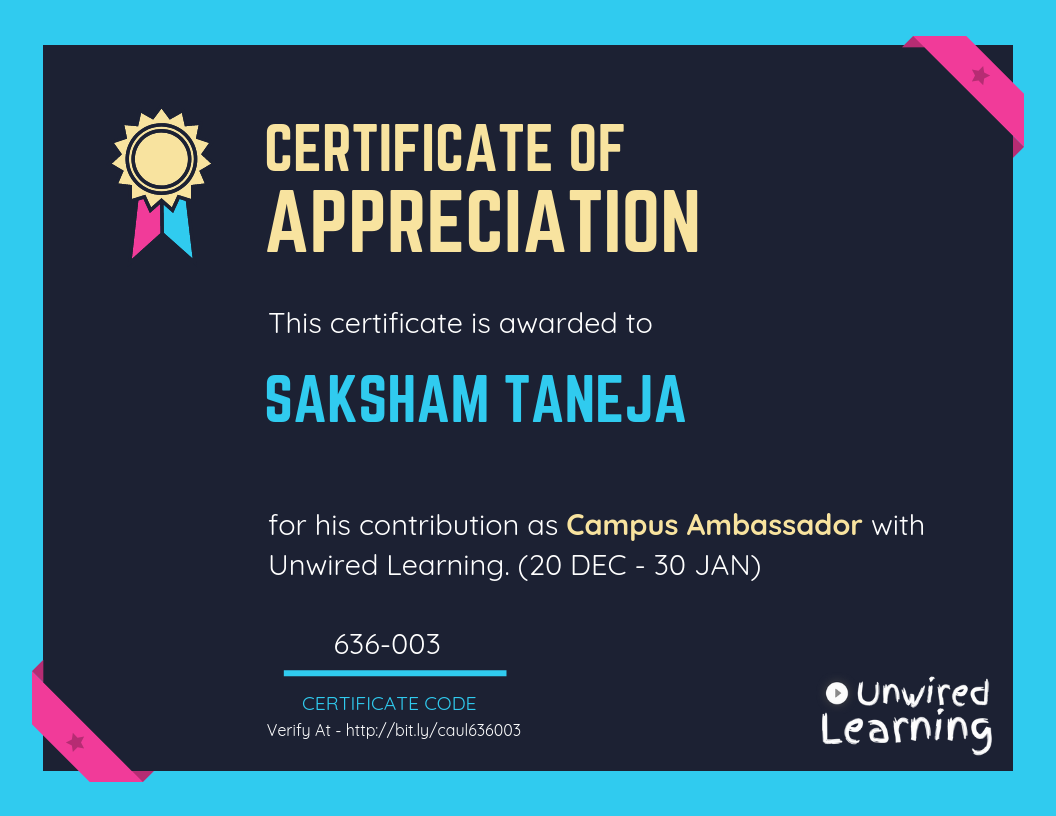 CERTIFICATE OF
APPRECIATION
This certificate is awarded to
SAKSHAM TANEJA
for his contribution as Campus Ambassador with
Unwired Learning. (20 DEC - 30 JAN)
636-003
CERTIFICATE CODE
Verify At - http://bit.ly/caul636003
Unwired
Learning